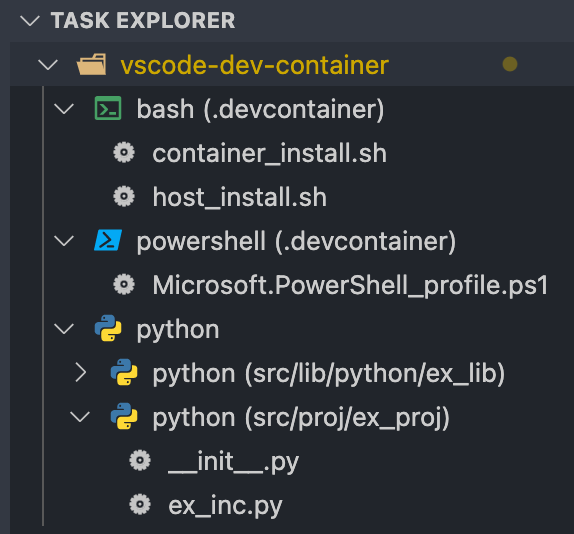 TASK EXPLORER
vscode-dev-container
bash (.devcontainer)
container_install.sh
host_install.sh
powershell (.devcontainer)
Microsoft.PowerShell_profile.ps1
python
python (src/lib/python/ex_lib)
python (src/proj/ex_proj)
__init__.py
ex_inc.py